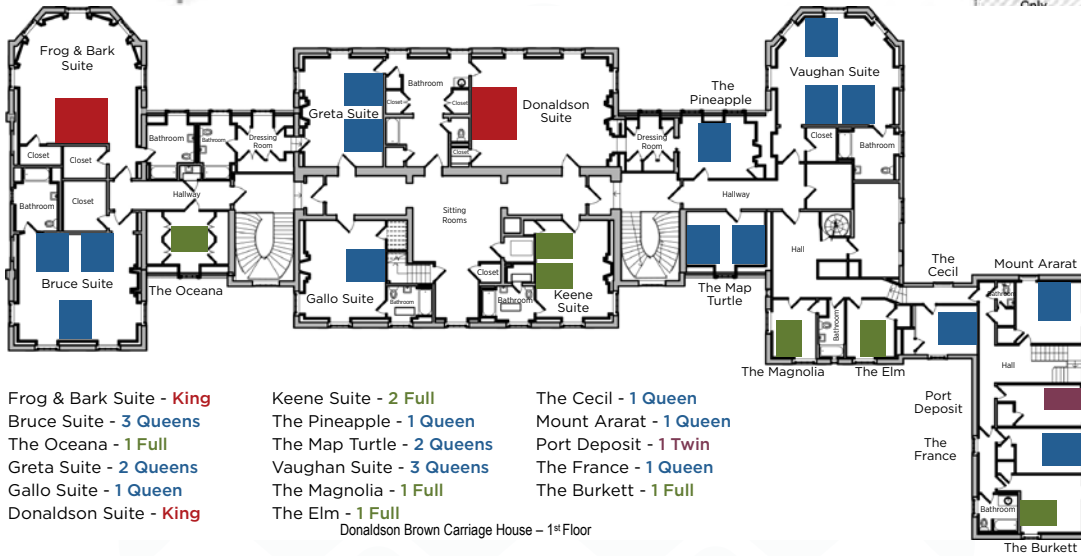 Only
Frog & Bark
Suite
Closet
Closet
Bathroom
Closet
Bruce Suite
Bathroom
Bathroom
Dressing
Room
Hallway
The Oceana
Greta Suite
Closet
Bathroom
Closet
Closet
Donaldson
Suite
Sitting
Rooms
Gallo Suite
Bathroom
Closet
Bathroom
Keene
Suite
The
Pineapple
Dressing
Room
Hallway
The Map
Turtle
Vaughan Suite
Closet
Bathroom
Hall
The Magnolia
Bathroom
The Elm
The
Cecil
Mount Ararat
Bathroom
Hall
Port
Deposit
The
France
Bathroom
The Burkett
Frog & Bark Suite - King
Bruce Suite - 3 Queens
The Oceana - 1 Full
Greta Suite - 2 Queens
Gallo Suite - 1 Queen
Donaldson Suite - King
Keene Suite - 2 Full
The Pineapple - 1 Queen
The Map Turtle - 2 Queens
Vaughan Suite - 3 Queens
The Magnolia - 1 Full
The Elm - 1 Full
The Cecil - 1 Queen
Mount Ararat - 1 Queen
Port Deposit - 1 Twin
The France - 1 Queen
The Burkett - 1 Full
Donaldson Brown Carriage House – 1st Floor